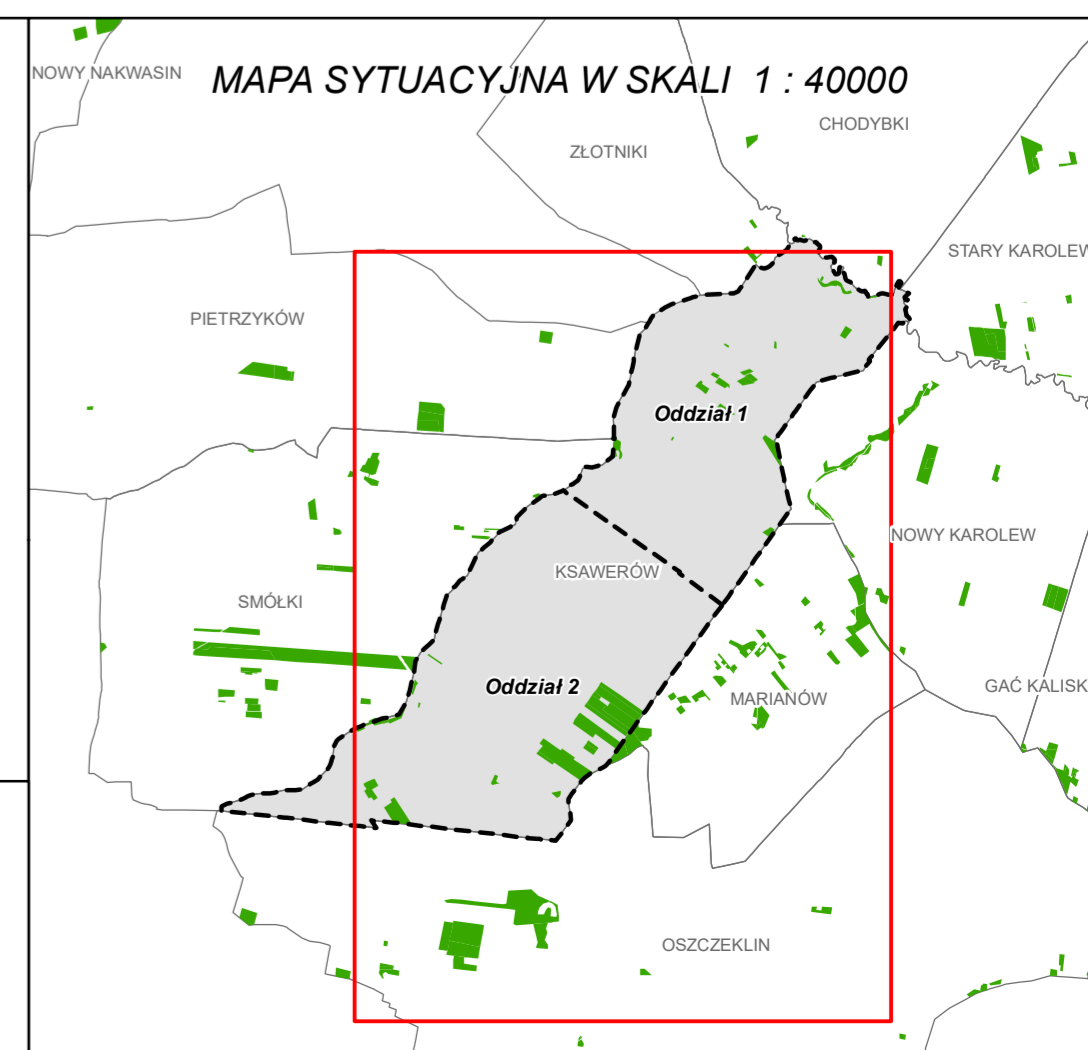 NOWY NAKWASIN
MAPA SYTUACYJNA W SKALI 1 : 40000
CHODYBKI
ZŁOTNIKI
STARY KAROLEW
PIETRZYKÓW
Oddział 1
NOWY KAROLEW
KSAWERÓW
SMÓŁKI
Oddział 2
GAĆ KALISK
MARIANÓW
OSZCZEKLIN